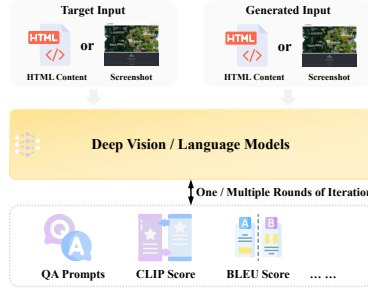 Target Input
Generated Input
HTML
or
HTML
or
HTML Content
Screenshot
HTML Content
Screenshot
Deep Vision / Language Models
One / Multiple Rounds of Iteration
Q
A
A
B
QA Prompts
CLIP Score
BLEU Score
... ...